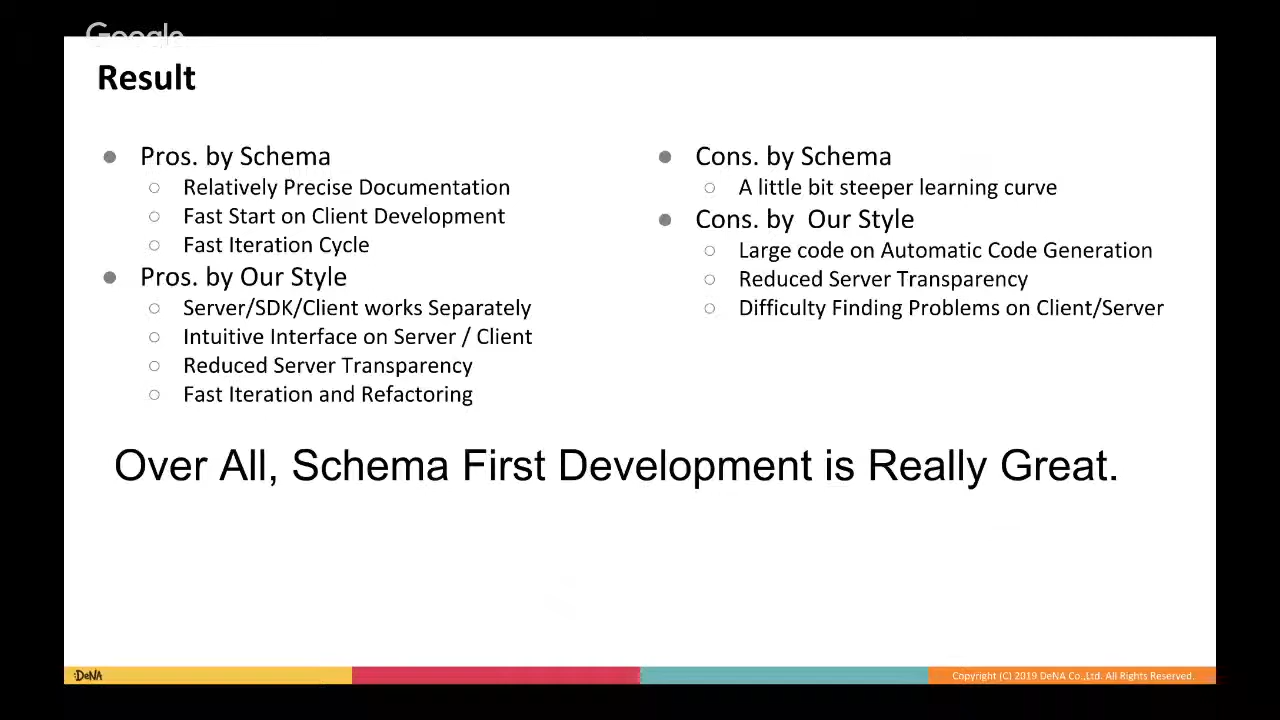 Google
Result
Pros. by Schema
Relatively Precise Documentation
Fast Start on Client Development
Fast Iteration Cycle
Pros. by Our Style
Server/SDK/Client works Separately
Intuitive Interface on Server / Client
Reduced Server Transparency
Fast Iteration and Refactoring
Cons. by Schema
A little bit steeper learning curve
Cons. by Our Style
Large code on Automatic Code Generation
Reduced Server Transparency
Difficulty Finding Problems on Client/Server
Over All, Schema First Development is Really Great.
:DeNA
Copyright (C) 2019 DeNA Co.,Ltd. All Rights Reserved.